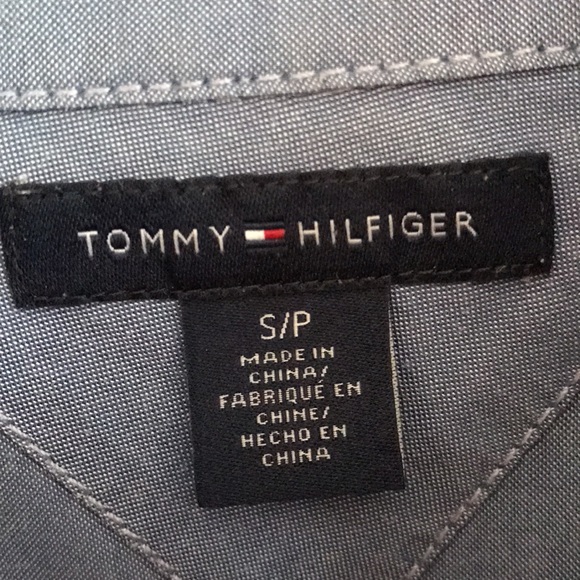 TOMMY HILFIGER
S/P
MADE IN
CHINA/
FABRIQUÉ EN
CHINE/
HECHO EN
CHINA